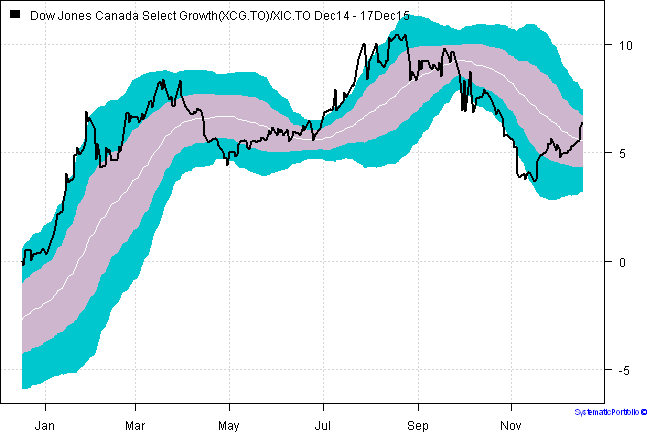 Dow Jones Canada Select Growth(XCG.TO)/XIC.TO Dec14 - 17Dec15
10
5
0
-5
Jan Mar May Jul Sep Nov
SystematicPortfolio ©